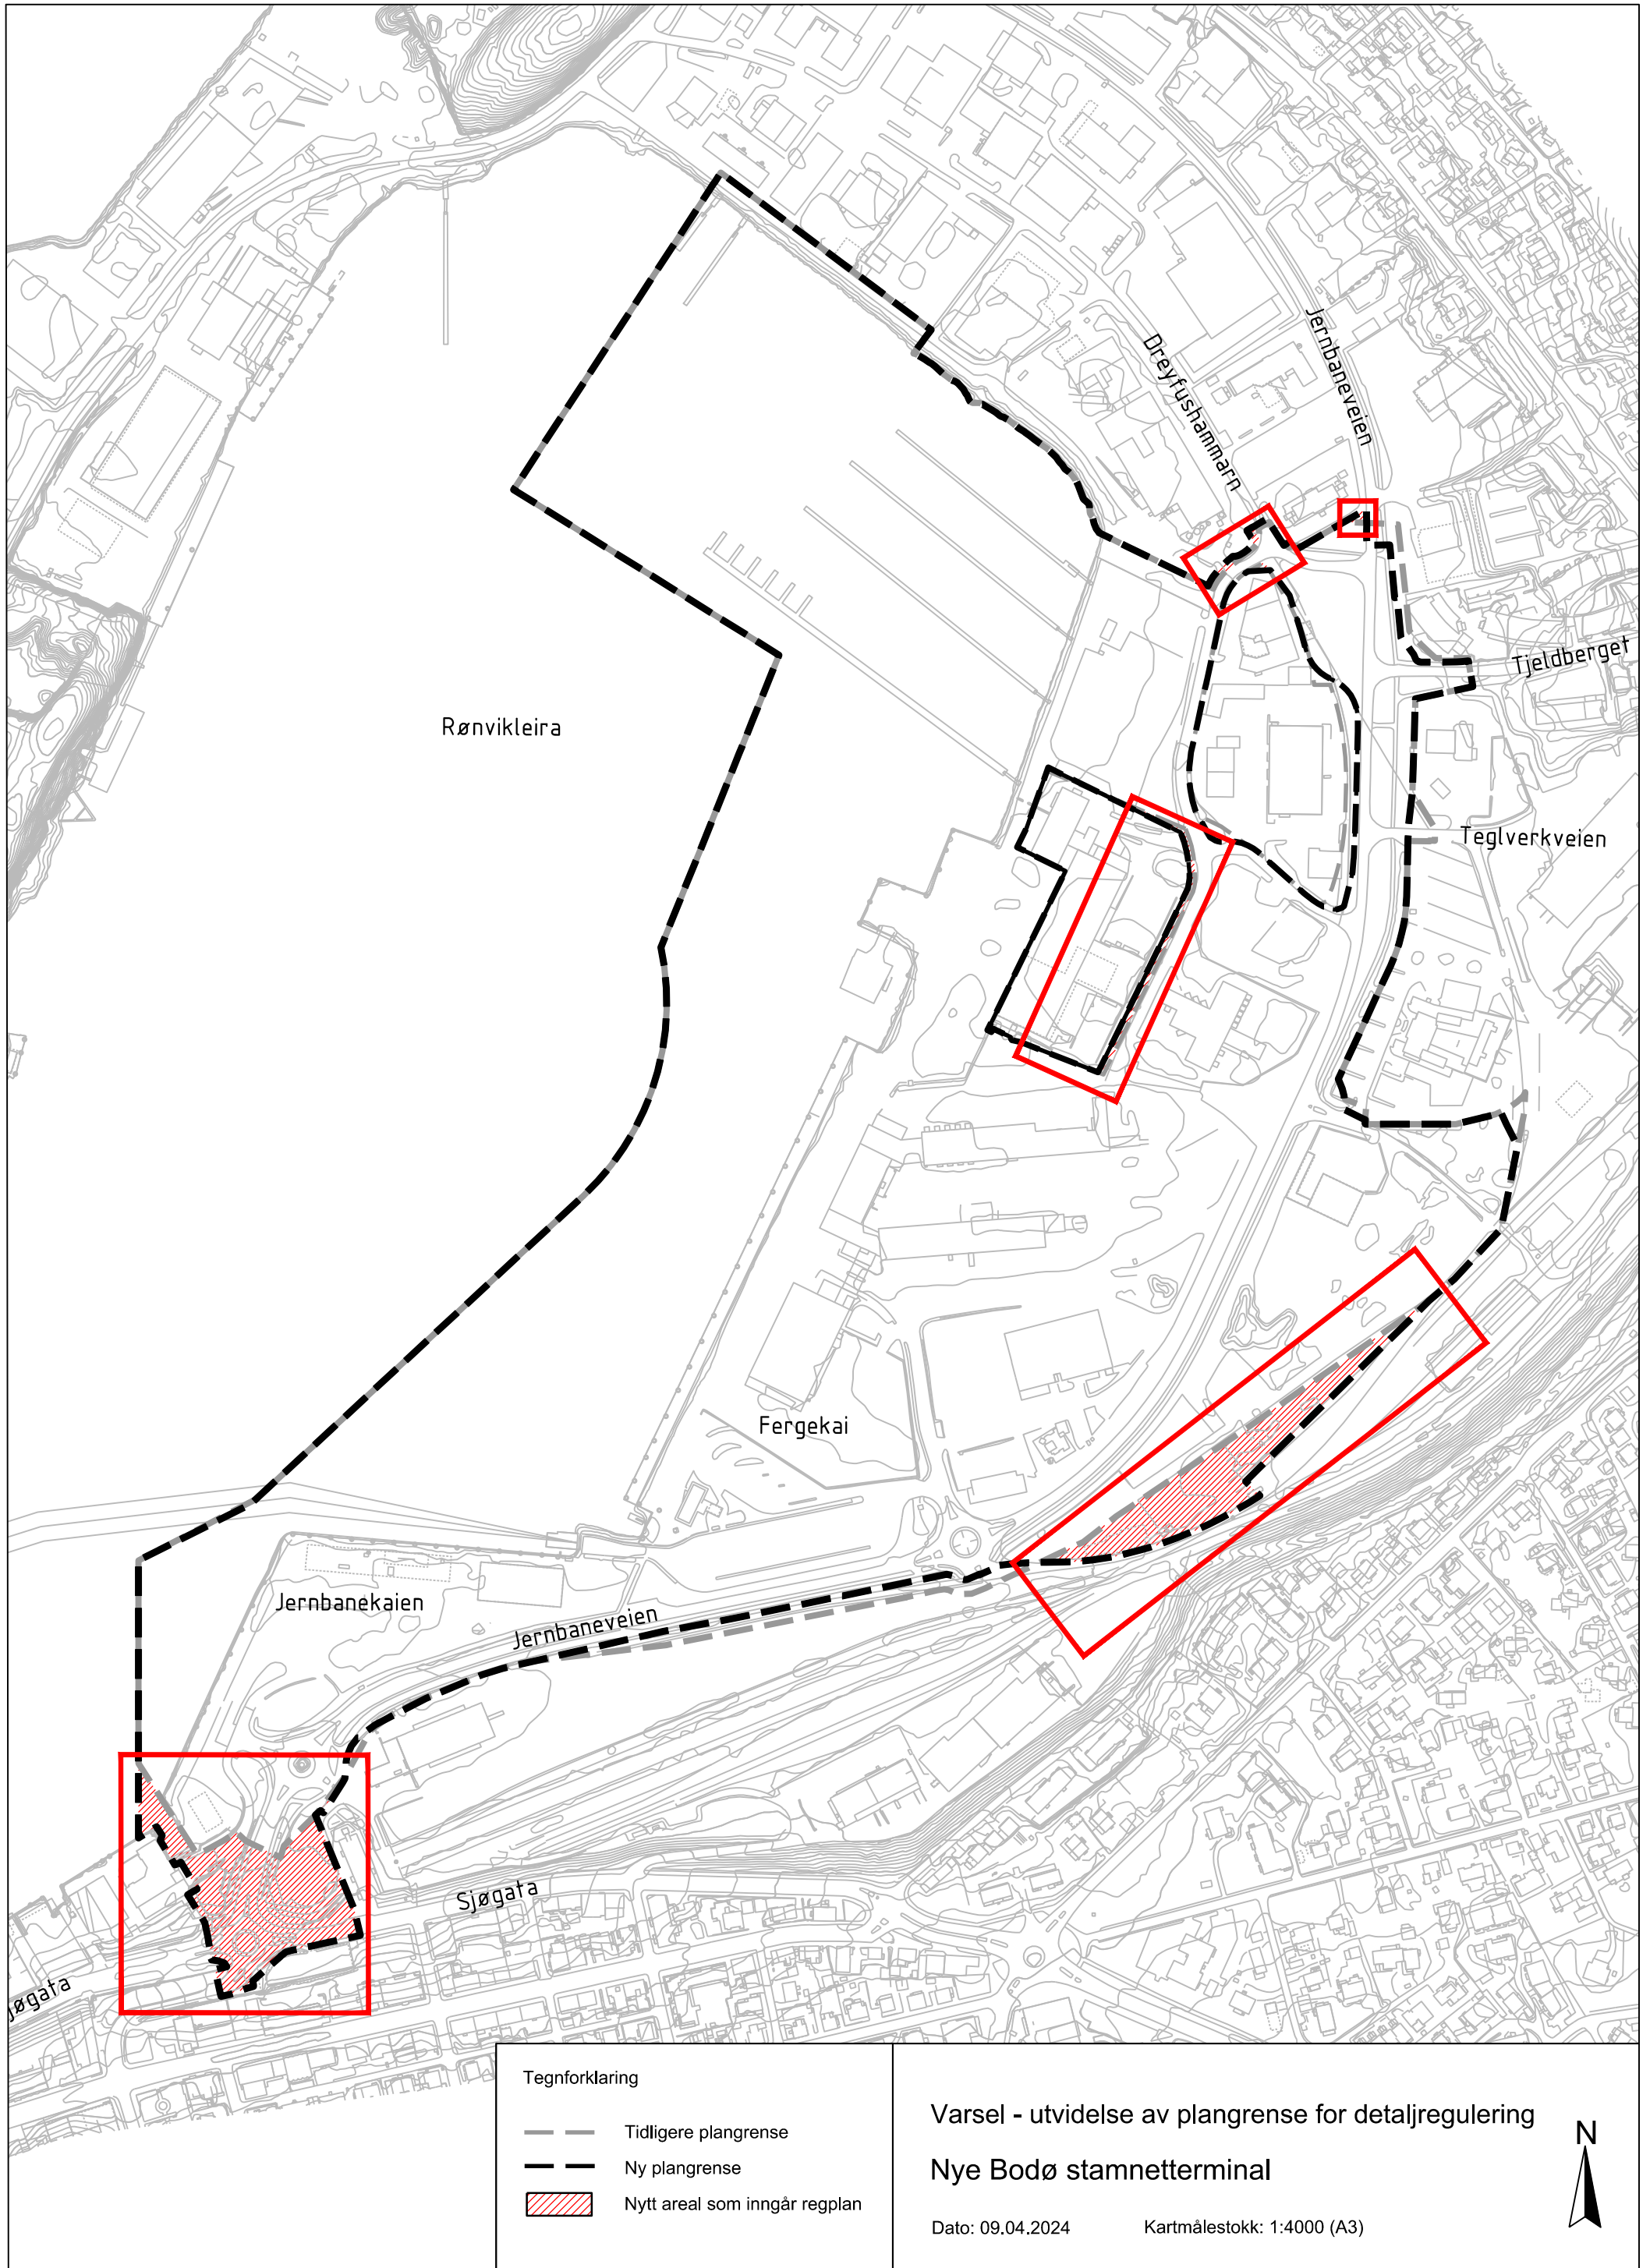 Jernbaneveien
Dreyfushammarn
Tjeldberget
Rønvikleira
Teglverkveien
Fergekai
Jernbanekaien
Jernbaneveien
Sjøgata
jøgata
Tegnforklaring
Tidligere plangrense
Ny plangrense
Nytt areal som inngår regplan
Varsel - utvidelse av plangrense for detaljregulering
Nye Bodø stamnetterminal
Dato: 09.04.2024 Kartmålestokk: 1:4000 (A3)
N